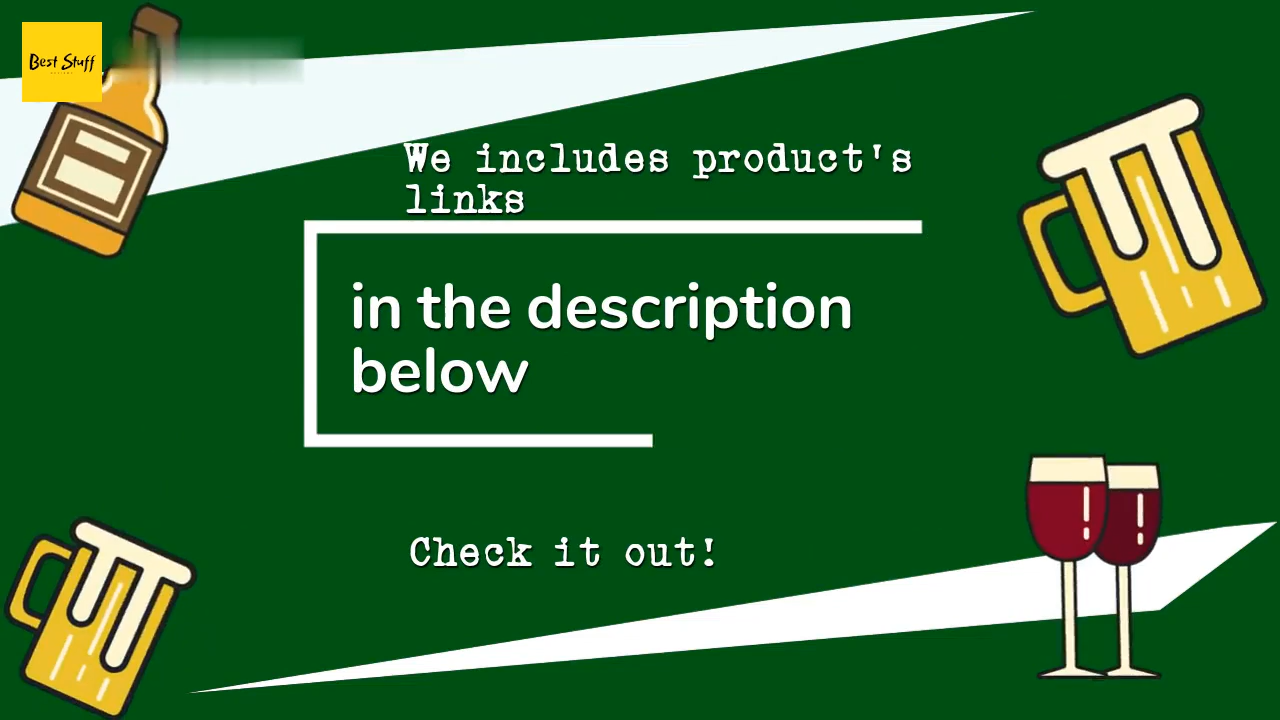 Best Stuff
We includes product's
links
in the description
below
Check it out!